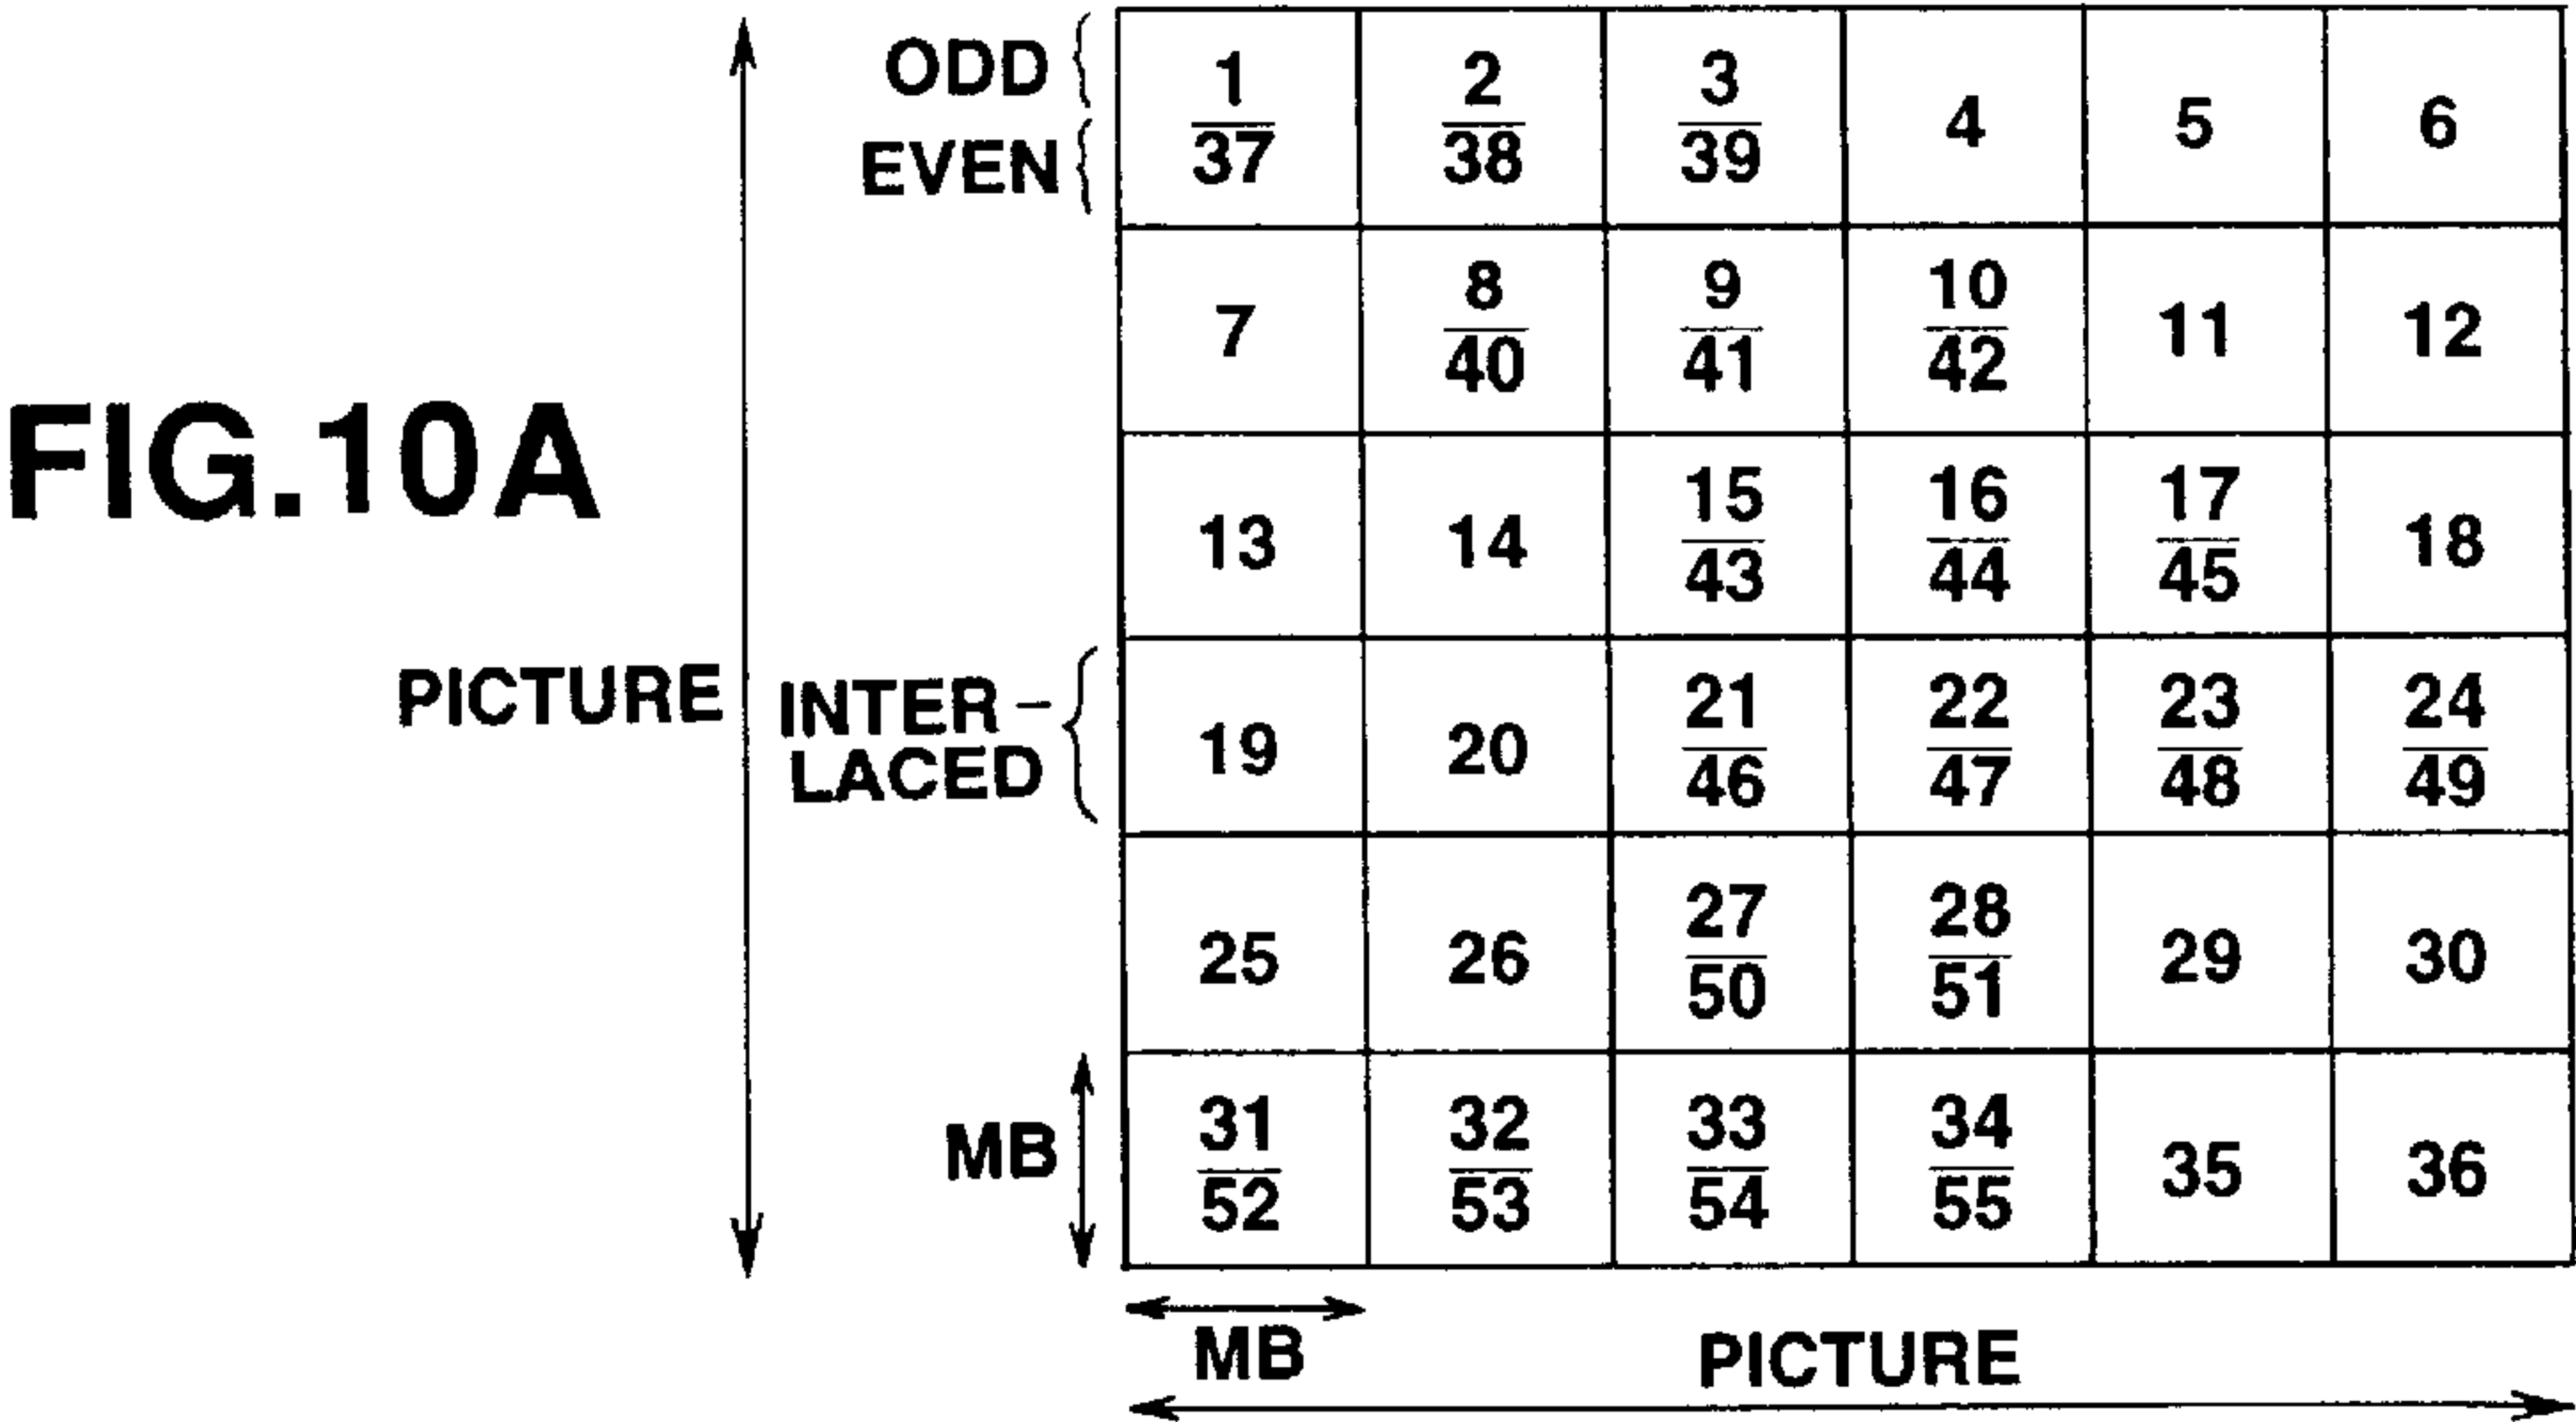 FIG.10A
PICTURE
ODD
EVEN
INTER-
LACED
MB
1 2 3 4 5 6
37 38 39
7 8 9 10 11 12
40 41 42
13 14 15 16 17 18
43 44 45
19 20 21 22 23 24
46 47 48 49
25 26 27 28 29 30
50 51
31 32 33 34 35 36
52 53 54 55
MB
PICTURE